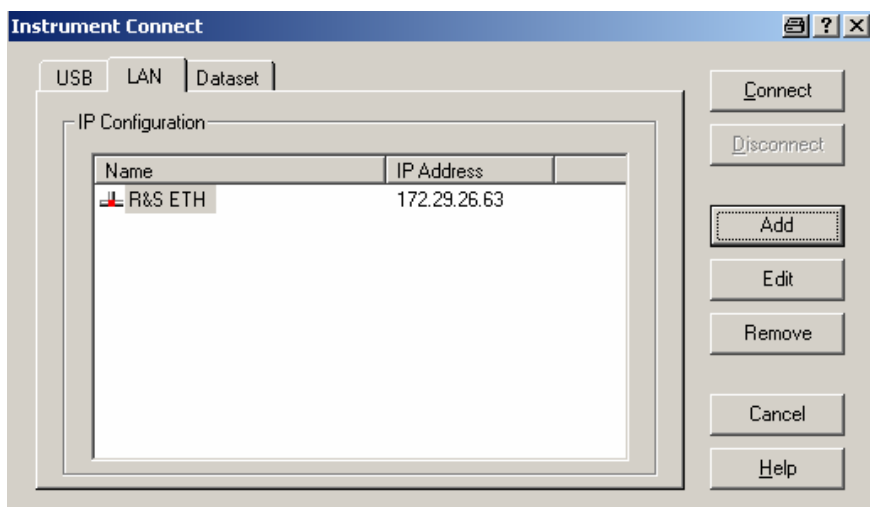 Instrument Connect
USB LAN Dataset
IP Configuration
Name IP Address
R&S ETH 172.29.26.63
Connect
Disconnect
Add
Edit
Remove
Cancel
Help